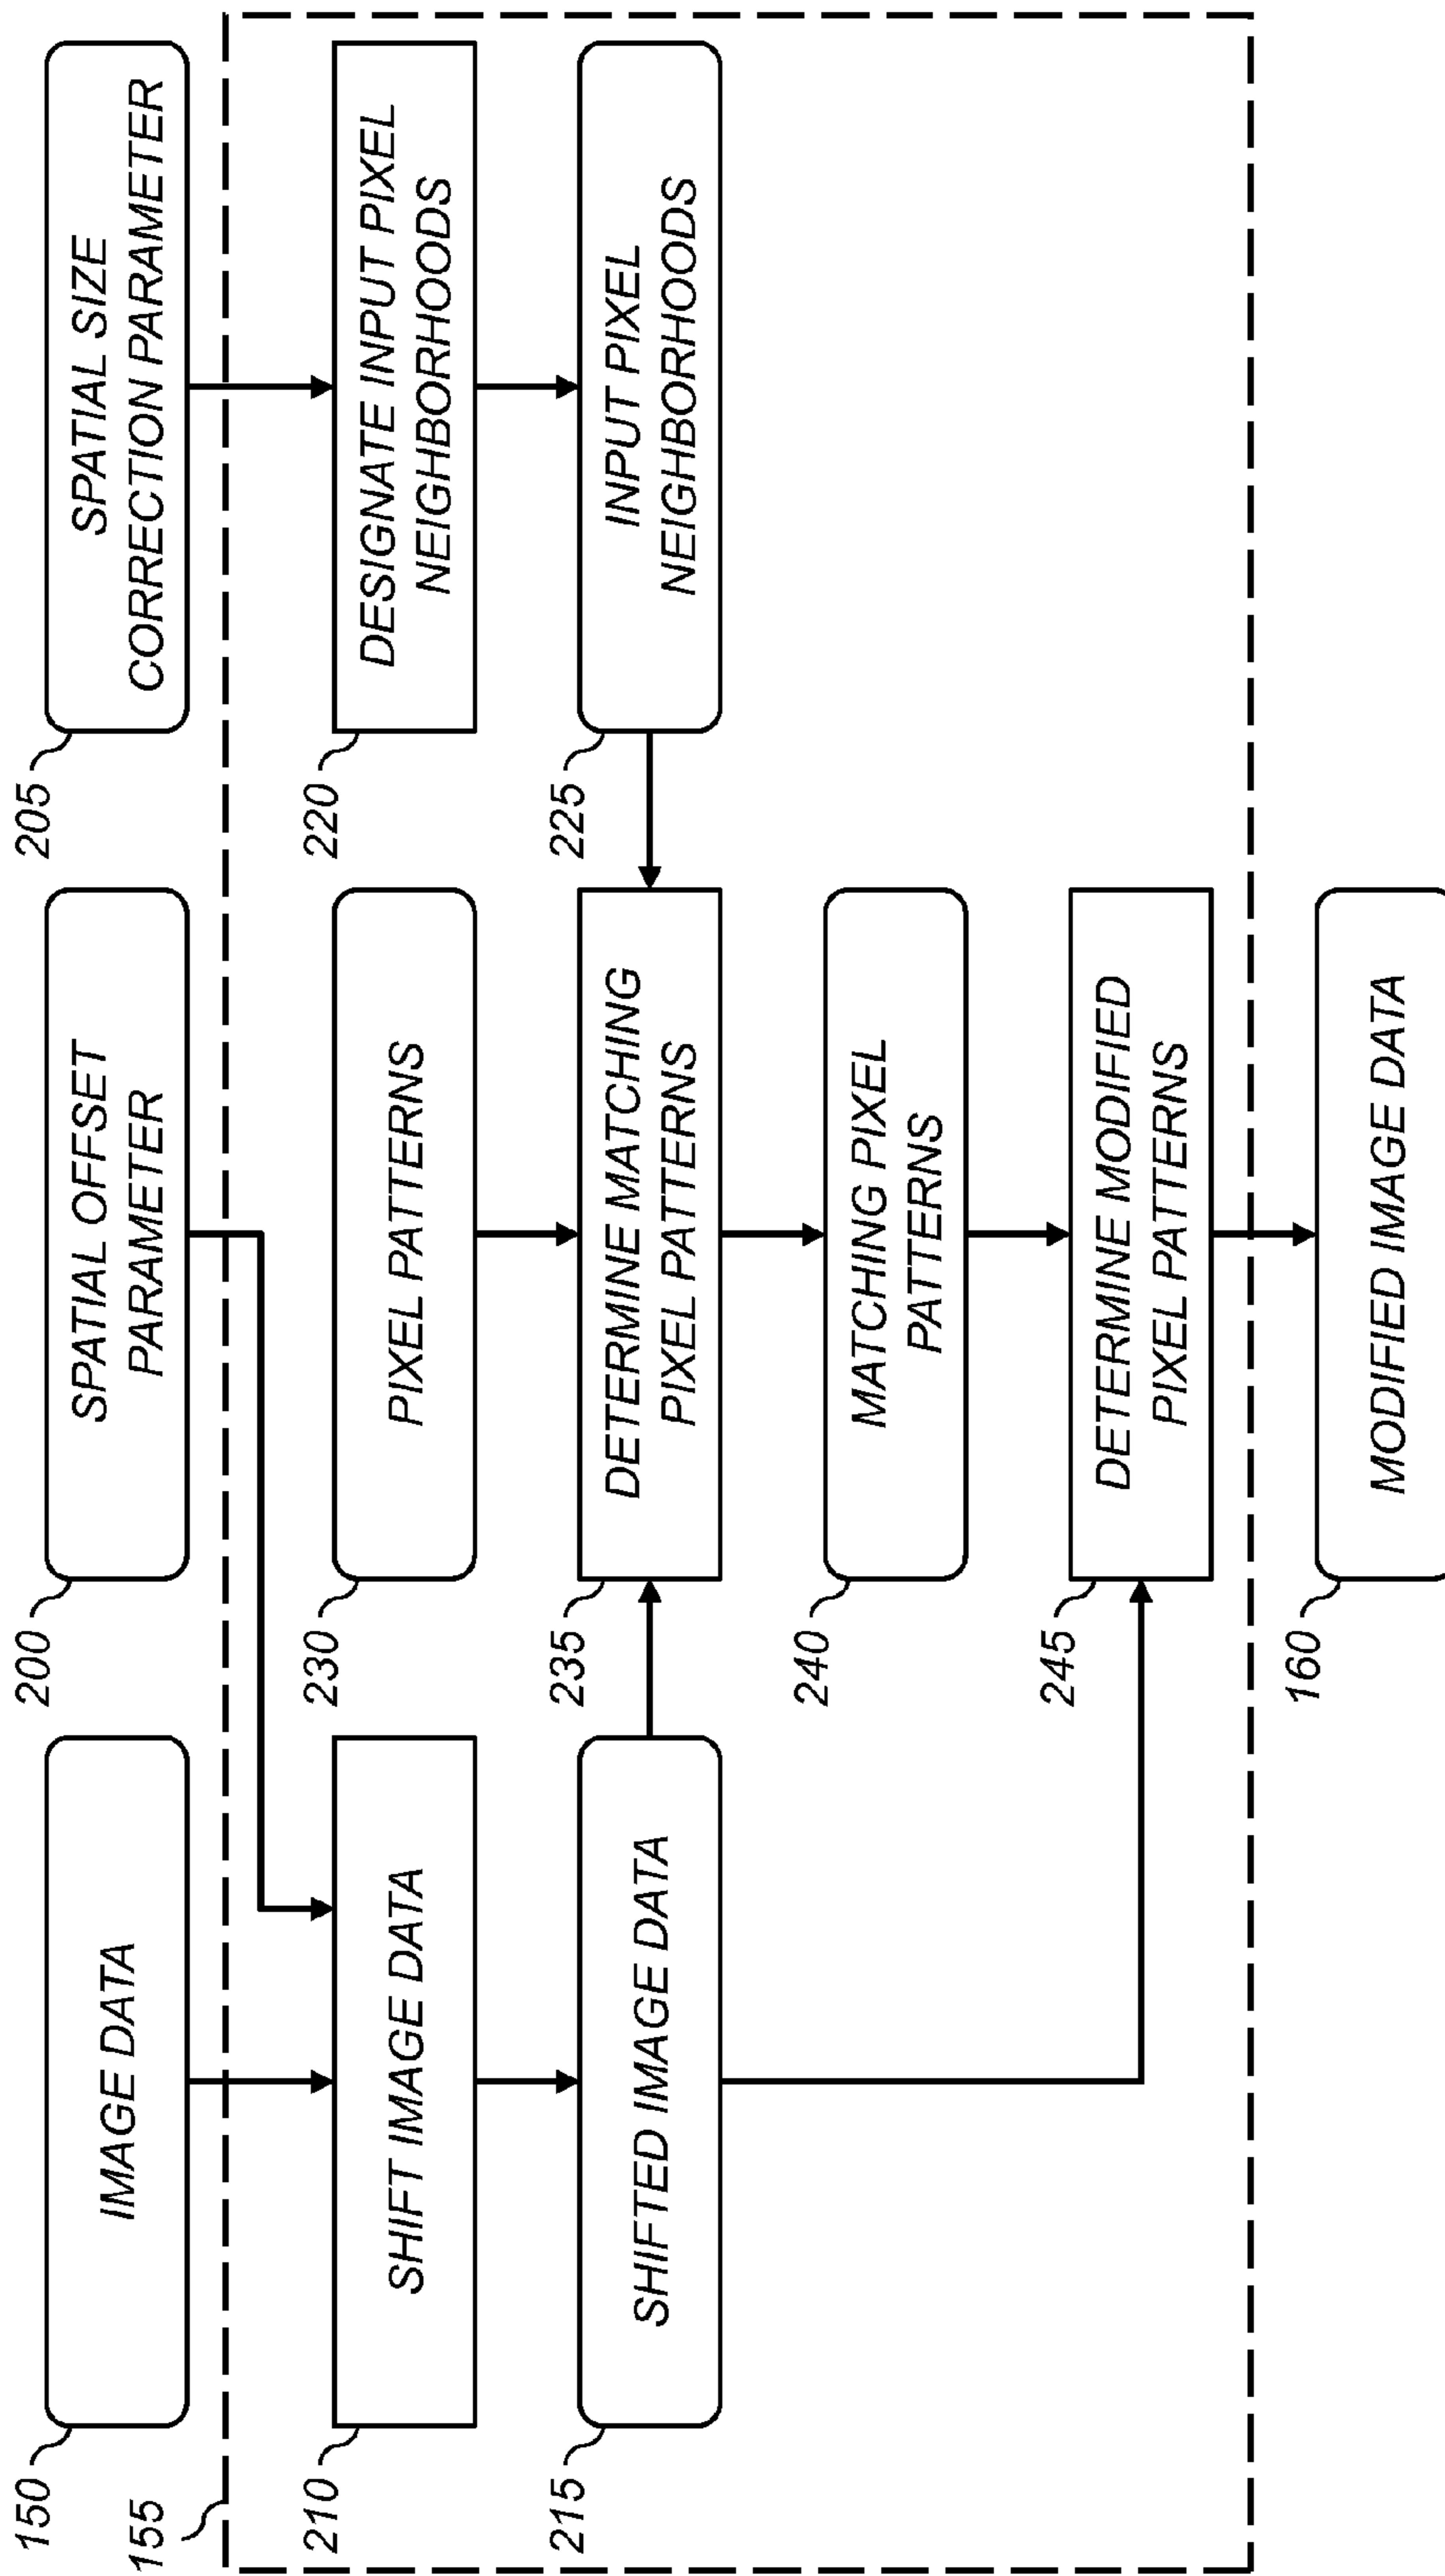 150
IMAGE DATA
200
SPATIAL OFFSET
PARAMETER
205
SPATIAL SIZE
CORRECTION PARAMETER
155
210
SHIFT IMAGE DATA
230
PIXEL PATTERNS
220
DESIGNATE INPUT PIXEL
NEIGHBORHOODS
215
SHIFTED IMAGE DATA
235
DETERMINE MATCHING
PIXEL PATTERNS
225
INPUT PIXEL
NEIGHBORHOODS
240
MATCHING PIXEL
PATTERNS
245
DETERMINE MODIFIED
PIXEL PATTERNS
160
MODIFIED IMAGE DATA